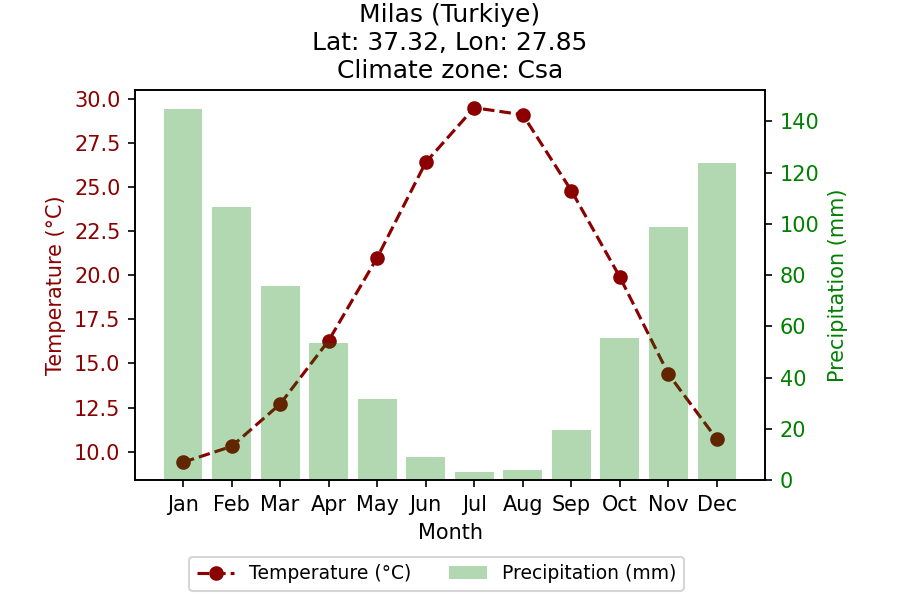 Milas (Turkiye)
Lat: 37.32, Lon: 27.85
Climate zone: Csa
30.0
27.5
25.0
22.5
20.0
17.5
15.0
12.5
10.0
Temperature (°C)
140
120
100
80
60
40
20
0
Precipitation (mm)
Jan Feb Mar Apr May Jun Jul Aug Sep Oct Nov Dec
Month
Temperature (°C) Precipitation (mm)